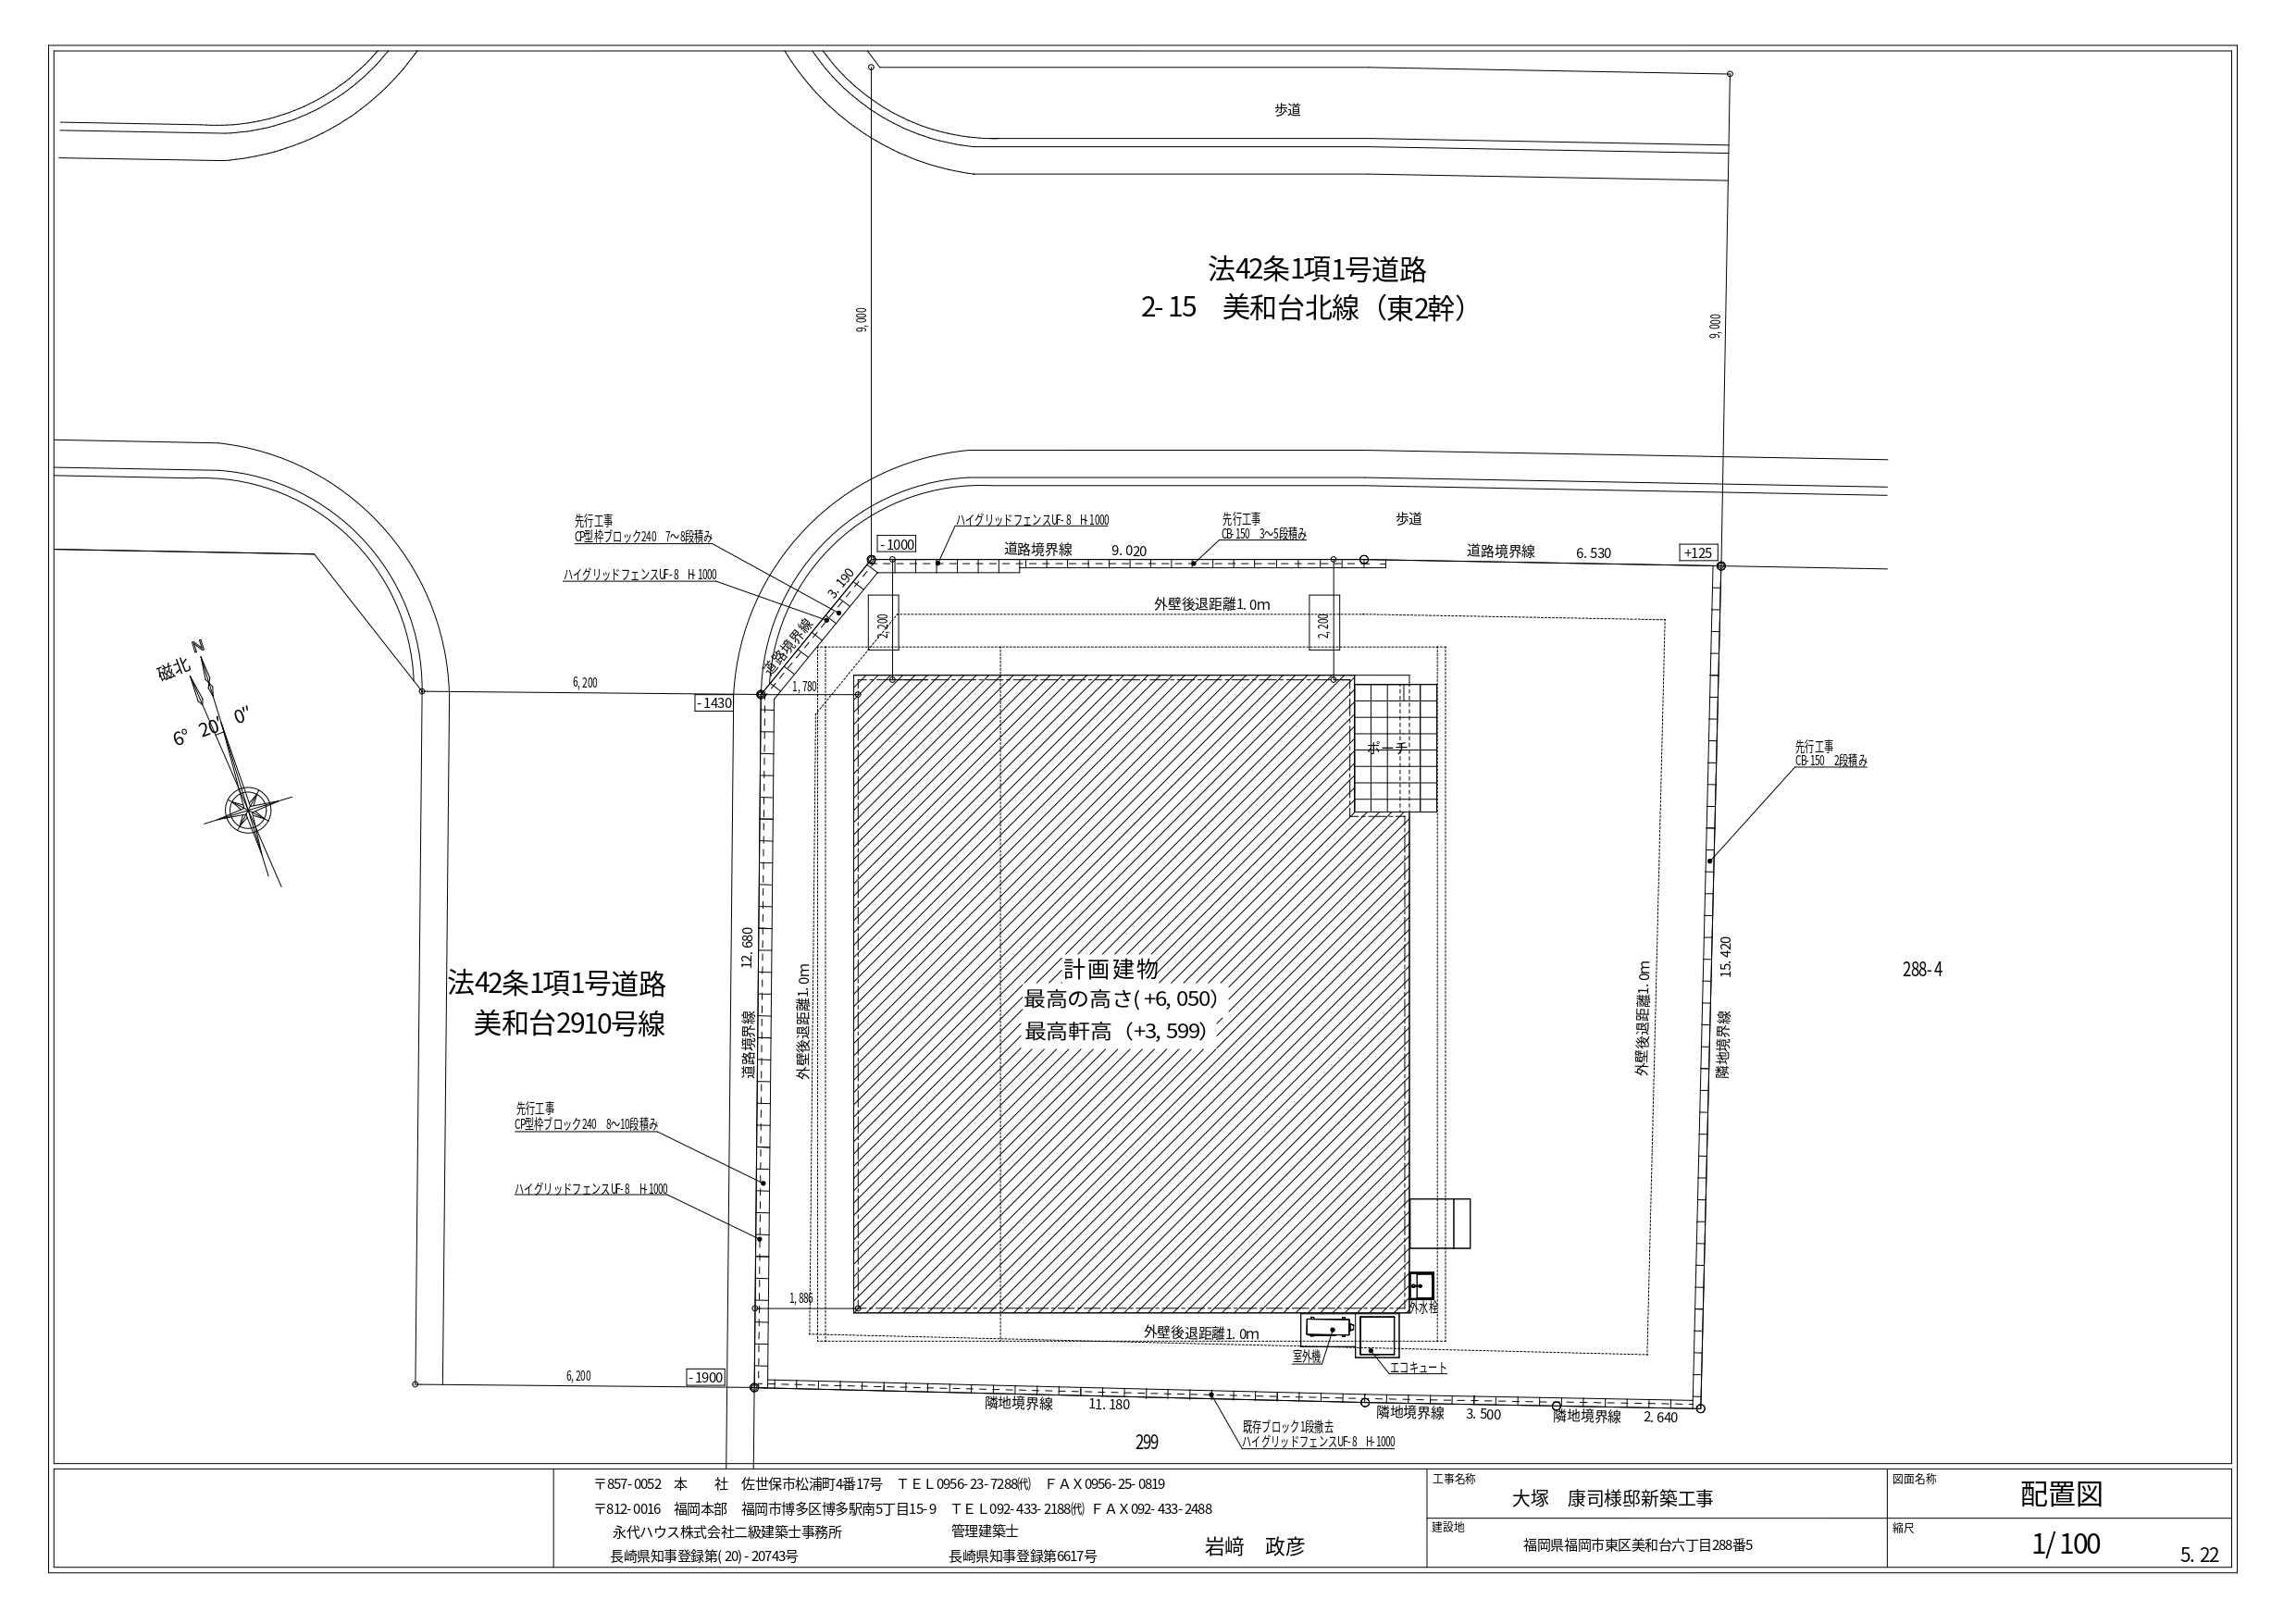 歩道
法42条1項1号道路
2-15　美和台北線（東2幹）
9,000
9,000
先行工事
CP型枠ブロック240　7～8段積み
ハイグリッドフェンスUF-8　H-1000
ハイグリッドフェンスUF-8　H-1000
先行工事
CB-150　3～5段積み
歩道
-1000
道路境界線　9.020
道路境界線　6.530
+125
3.190
道路境界線
外壁後退距離1.0m
2,200
2,200
磁北
N
6°20'0"
6,200
-1430
1,780
ポーチ
先行工事
CB-150　2段積み
法42条1項1号道路
美和台2910号線
12.680
道路境界線
外壁後退距離1.0m
計画建物
最高の高さ(+6,050)
最高軒高（+3,599）
外壁後退距離1.0m
15.420
隣地境界線
288-4
先行工事
CP型枠ブロック240　8～10段積み
ハイグリッドフェンスUF-8　H-1000
1,886
外水栓
外壁後退距離1.0m
室外機
エコキュート
6,200
-1900
隣地境界線　11.180
隣地境界線　3.500
隣地境界線　2.640
既存ブロック1段撤去
ハイグリッドフェンスUF-8　H-1000
299
〒857-0052　本　　社　佐世保市松浦町4番17号　ＴＥＬ0956-23-7288㈹　ＦＡＸ0956-25-0819
〒812-0016　福岡本部　福岡市博多区博多駅南5丁目15-9　ＴＥＬ092-433-2188㈹ ＦＡＸ092-433-2488
永代ハウス株式会社二級建築士事務所　管理建築士
長崎県知事登録第(20)-20743号　長崎県知事登録第6617号　岩﨑　政彦
工事名称
大塚　康司様邸新築工事
建設地
福岡県福岡市東区美和台六丁目288番5
図面名称
配置図
縮尺
1/100
5.22